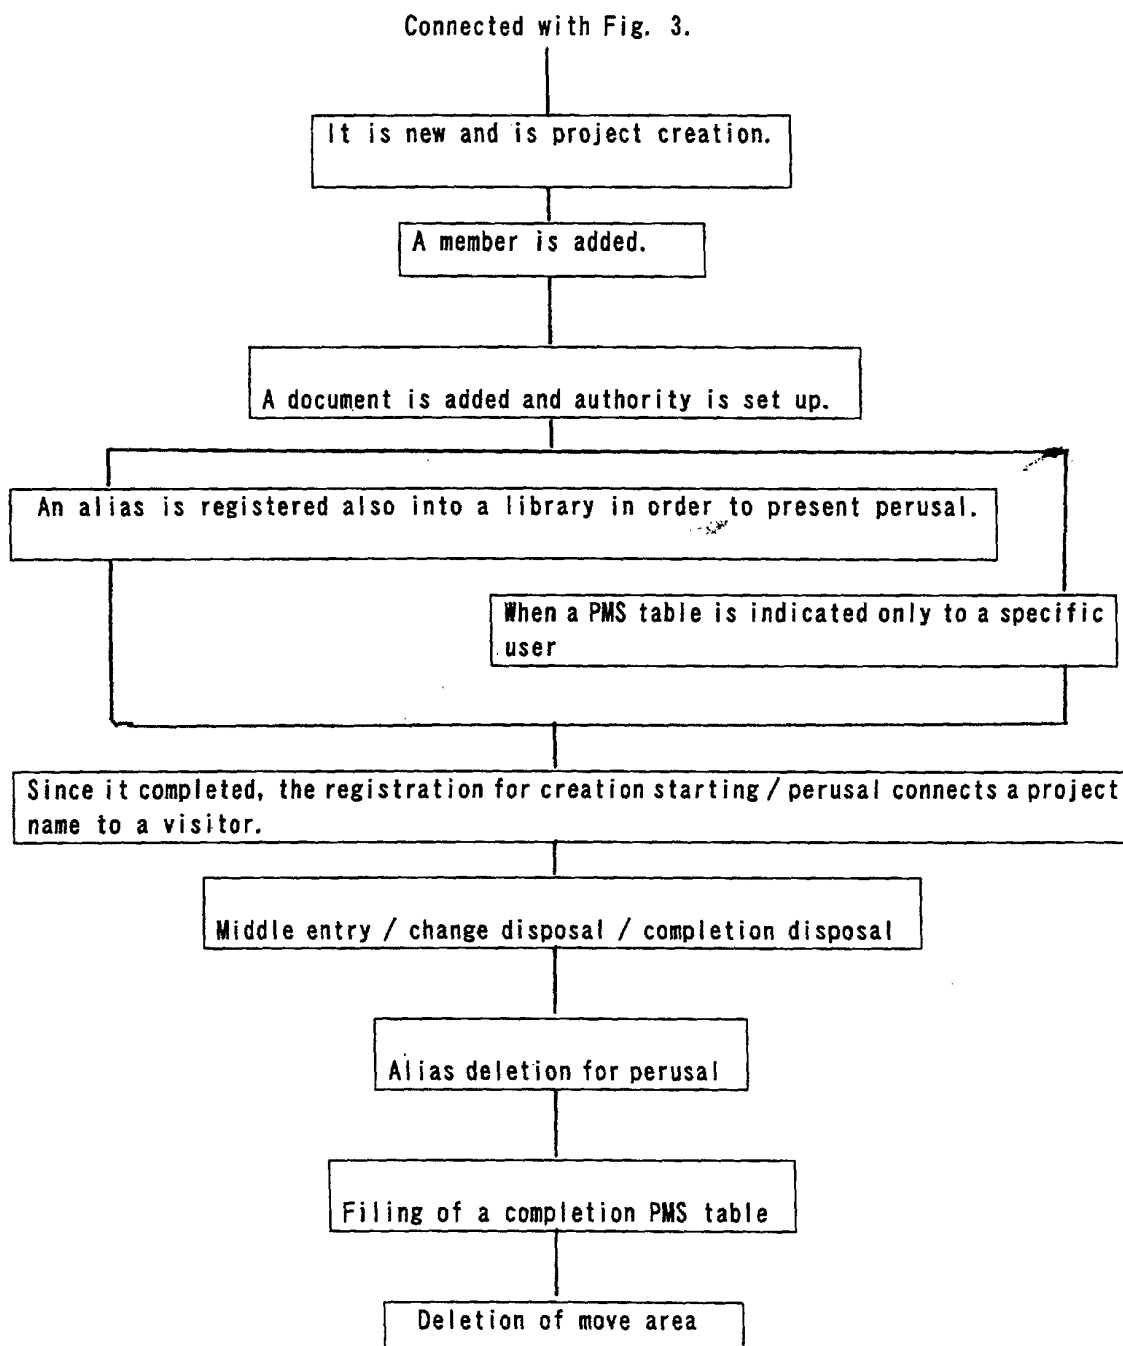 Connected with Fig. 3.
It is new and is project creation.
A member is added.
A document is added and authority is set up.
An alias is registered also into a library in order to present perusal.
When a PMS table is indicated only to a specific
user
Since it completed, the registration for creation starting / perusal connects a project
name to a visitor.
Middle entry / change disposal / completion disposal
Alias deletion for perusal
Filing of a completion PMS table
Deletion of move area